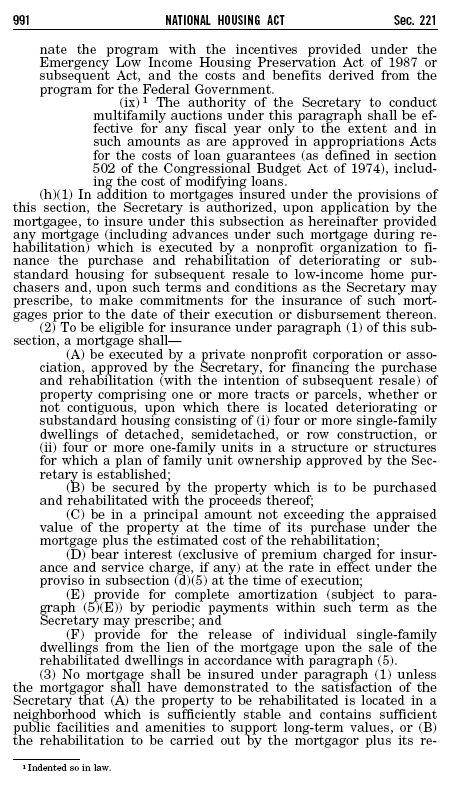 991 NATIONAL HOUSING ACT Sec. 221
nate the program with the incentives provided under the
Emergency Low Income Housing Preservation Act of 1987 or
subsequent Act, and the costs and benefits derived from the
program for the Federal Government.
(ix) 1 The authority of the Secretary to conduct
multifamily auctions under this paragraph shall be ef-
fective for any fiscal year only to the extent and in
such amounts as are approved in appropriations Acts
for the costs of loan guarantees (as defined in section
502 of the Congressional Budget Act of 1974), includ-
ing the cost of modifying loans.
(h)(1) In addition to mortgages insured under the provisions of
this section, the Secretary is authorized, upon application by the
mortgagee, to insure under this subsection as hereinafter provided
any mortgage (including advances under such mortgage during re-
habilitation) which is executed by a nonprofit organization to fi-
nance the purchase and rehabilitation of deteriorating or sub-
standard housing for subsequent resale to low-income home pur-
chasers and, upon such terms and conditions as the Secretary may
prescribe, to make commitments for the insurance of such mort-
gages prior to the date of their execution or disbursement thereon.
(2) To be eligible for insurance under paragraph (1) of this sub-
section, a mortgage shall—
(A) be executed by a private nonprofit corporation or asso-
ciation, approved by the Secretary, for financing the purchase
and rehabilitation (with the intention of subsequent resale) of
property comprising one or more tracts or parcels, whether or
not contiguous, upon which there is located deteriorating or
substandard housing consisting of (i) four or more single-family
dwellings of detached, semidetached, or row construction, or
(ii) four or more one-family units in a structure or structures
for which a plan of family unit ownership approved by the Sec-
retary is established;
(B) be secured by the property which is to be purchased
and rehabilitated with the proceeds thereof;
(C) be in a principal amount not exceeding the appraised
value of the property at the time of its purchase under the
mortgage plus the estimated cost of the rehabilitation;
(D) bear interest (exclusive of premium charged for insur-
ance and service charge, if any) at the rate in effect under the
proviso in subsection (d)(5) at the time of execution;
(E) provide for complete amortization (subject to para-
graph (5)(E)) by periodic payments within such term as the
Secretary may prescribe; and
(F) provide for the release of individual single-family
dwellings from the lien of the mortgage upon the sale of the
rehabilitated dwellings in accordance with paragraph (5).
(3) No mortgage shall be insured under paragraph (1) unless
the mortgagor shall have demonstrated to the satisfaction of the
Secretary that (A) the property to be rehabilitated is located in a
neighborhood which is sufficiently stable and contains sufficient
public facilities and amenities to support long-term values, or (B)
the rehabilitation to be carried out by the mortgagor plus its re-
1 Indented so in law.